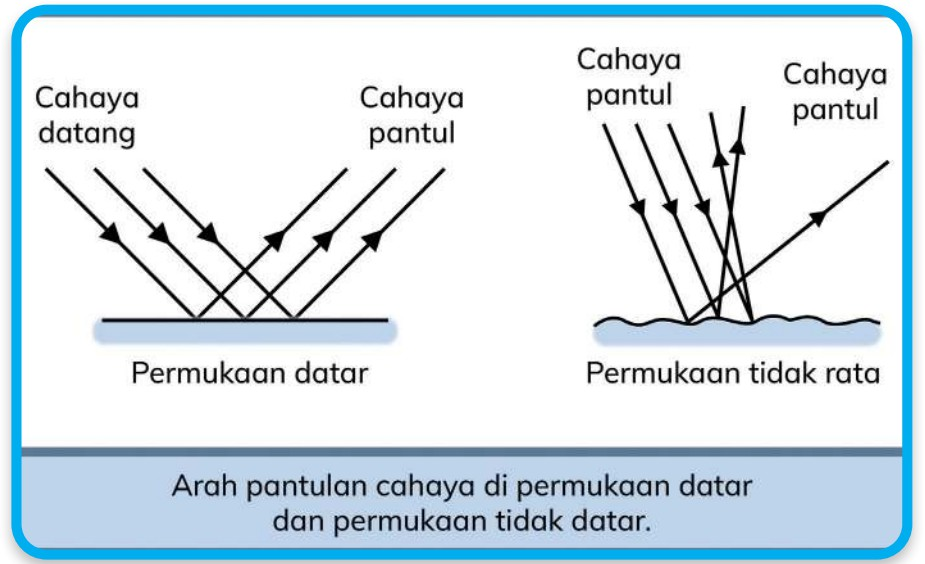 Cahaya
datang
Cahaya
pantul
Cahaya
pantul
Cahaya
pantul
Permukaan datar
Permukaan tidak rata
Arah pantulan cahaya di permukaan datar
dan permukaan tidak datar.